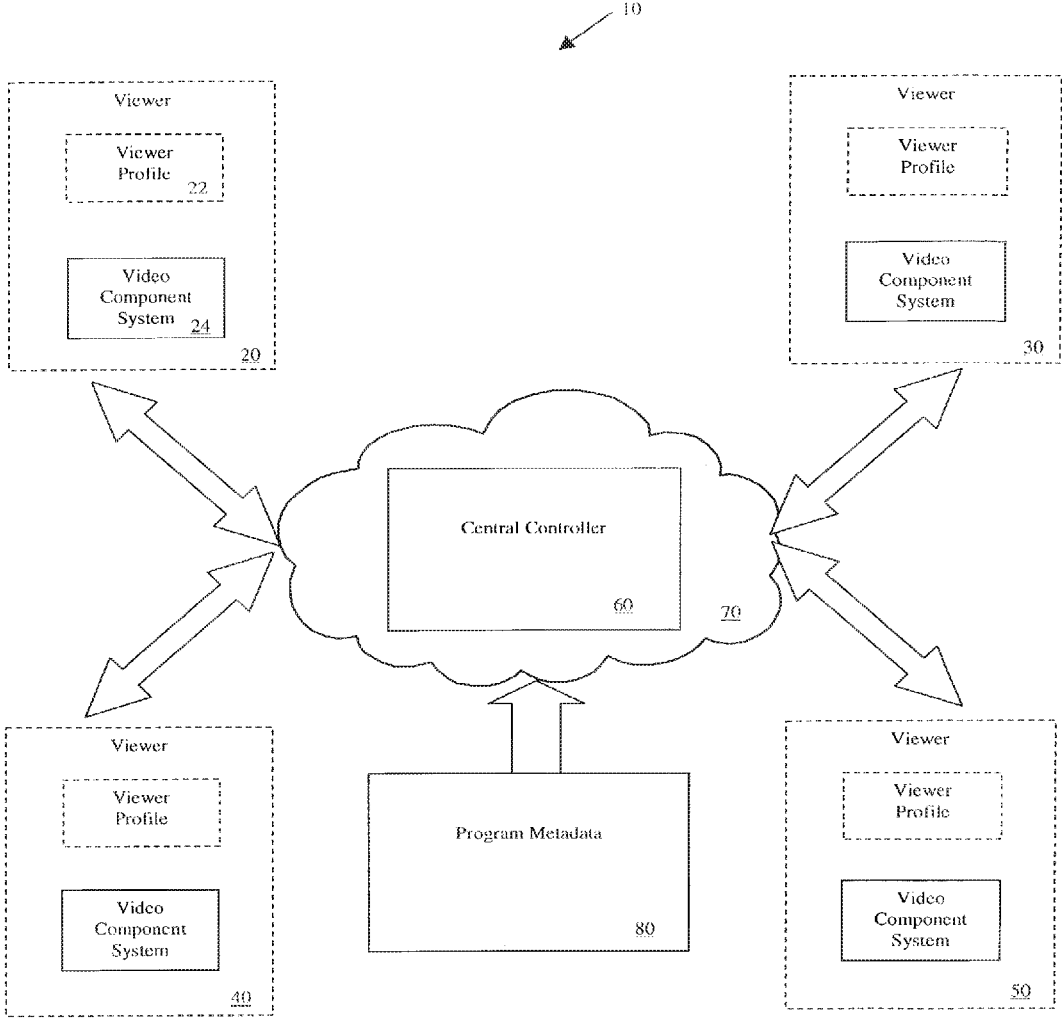 10
Viewer
Viewer
Profile
22
Video
Component
System
24
20
Viewer
Viewer
Profile
Video
Component
System
30
Central Controller
60
70
Viewer
Viewer
Profile
Video
Component
System
40
Program Metadata
80
Viewer
Viewer
Profile
Video
Component
System
50